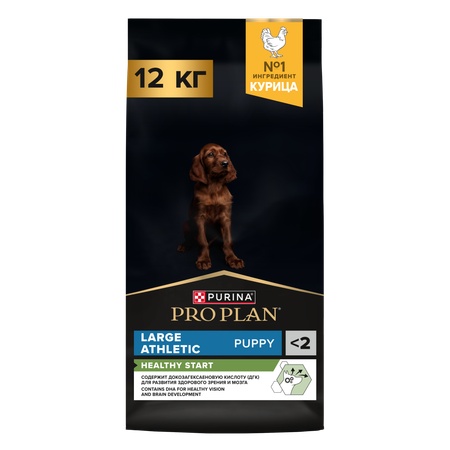 12 КГ
№1
ИНГРЕДИЕНТ
КУРИЦА
PURINA
PRO PLAN
LARGE
ATHLETIC
PUPPY
<2
HEALTHY START
СОДЕРЖИТ ДОКОЗАГЕКСАЕНОВУЮ КИСЛОТУ (ДГК)
ДЛЯ РАЗВИТИЯ ЗДОРОВОГО ЗРЕНИЯ И МОЗГА
CONTAINS DHA FOR HEALTHY VISION
AND BRAIN DEVELOPMENT